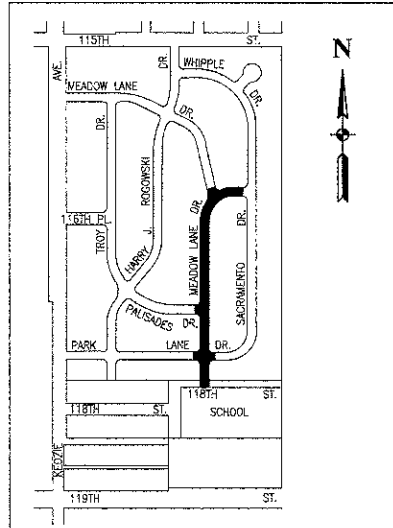 115TH ST.
N
AVE.
DR.
WHIPPLE
DR.
MEADOW LANE
DR.
DR.
ROGOWSKI
116TH PL.
DR.
MEADOW LANE
DR.
SACRAMENTO
TROY
HARRY J.
PALISADES
DR.
PARK LANE DR.
118TH ST.
118TH ST.
SCHOOL
KEDZIE
119TH ST.